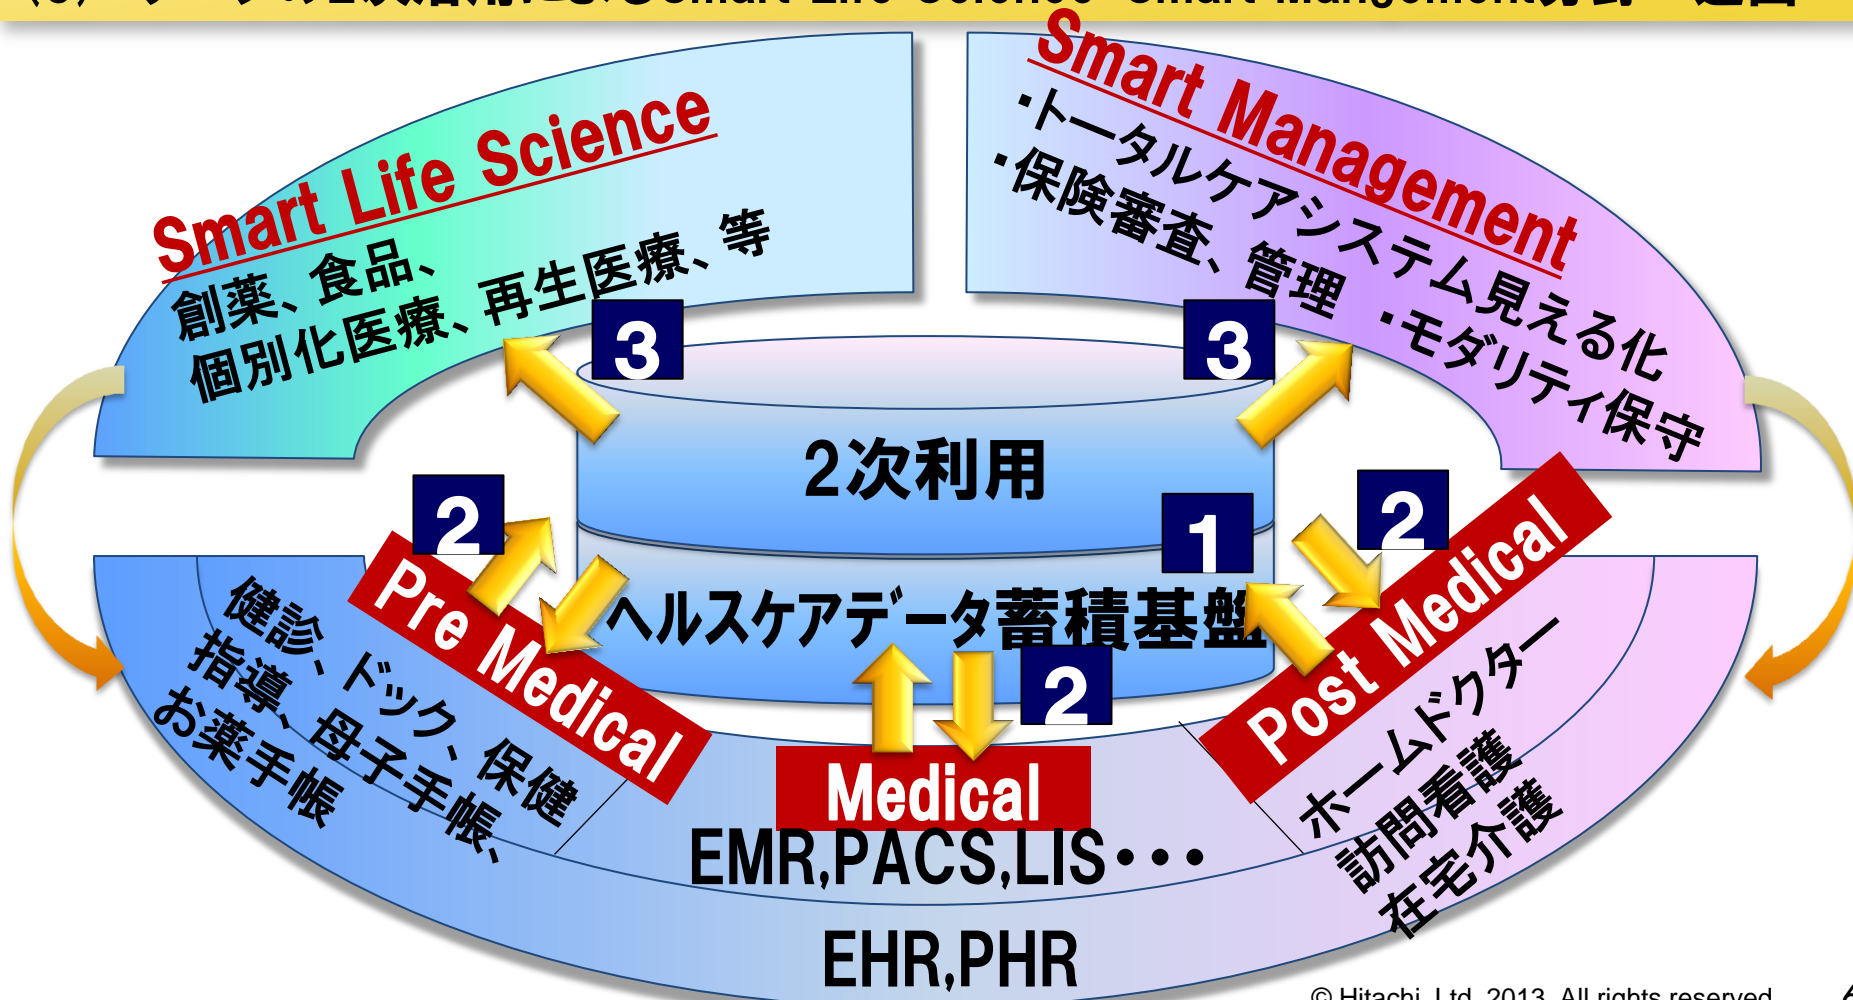 Smart Life Science
創薬、食品、
個別化医療、再生医療、等
Smart Management
・トータルケアシステム見える化
・保険審査、管理 ・モダリティ保守
3
3
2次利用
2
1
2
ヘルスケアデータ蓄積基盤
2
Pre Medical
健診、ドック、保健
指導、母子手帳、
お薬手帳
Medical
EMR,PACS,LIS・・・
Post Medical
ホームドクター
訪問看護
在宅介護
EHR,PHR
© Hitachi, Ltd. 2013. All rights reserved.